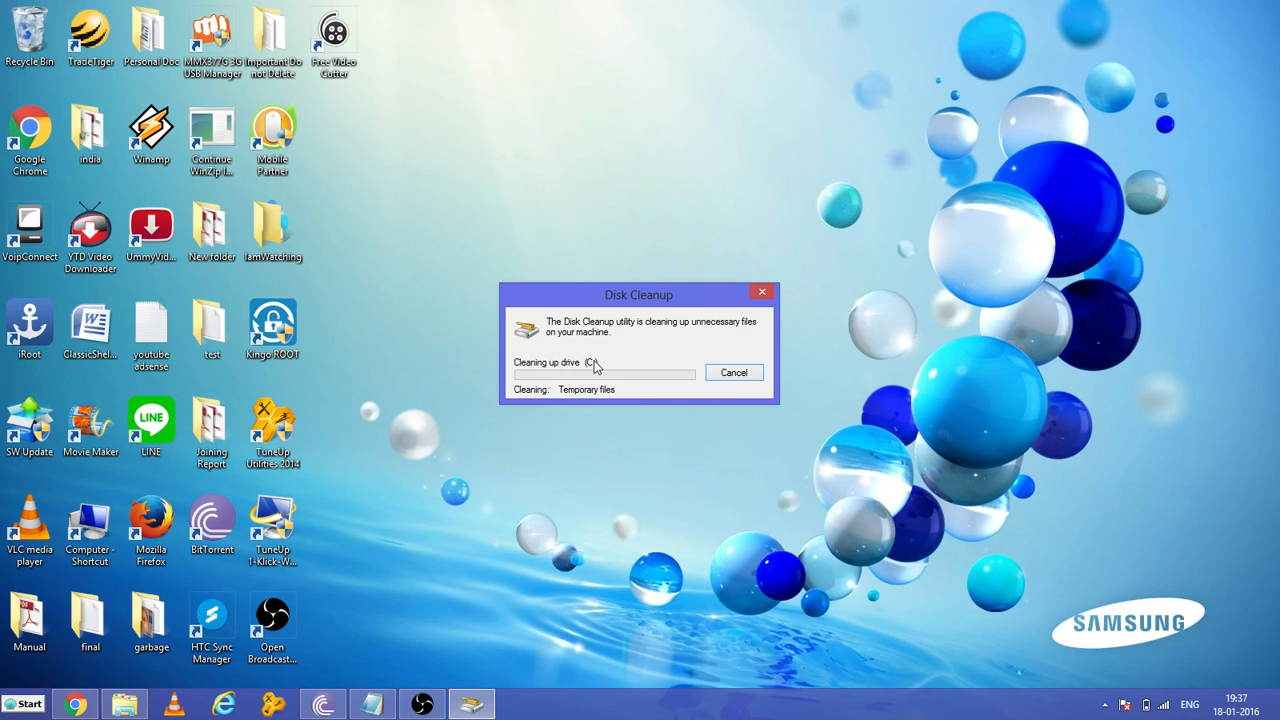 Recycle Bin
TradeTiger
Personal Doc
MMX377G 3G
USB Manager
Important Do
not Delete
Free Video
Cutter
Google
Chrome
india
Winamp
Continue
WinZip I...
Mobile
Partner
VoipConnect
YTD Video
Downloader
UmmyVid...
New folder
IamWatching
Disk Cleanup
The Disk Cleanup utility is cleaning up unnecessary files
on your machine.
Cleaning up drive (C:)
Cancel
Cleaning: Temporary files
iRoot
ClassicShel...
youtube
adsense
test
Kingo ROOT
SW Update
Movie Maker
LINE
LINE
Joining
Report
TuneUp
Utilities 2014
VLC media
player
Computer -
Shortcut
Mozilla
Firefox
BitTorrent
TuneUp
1-Klick-W...
Manual
final
garbage
HTC Sync
Manager
Open
Broadcast...
SAMSUNG
Start
ENG
19:37
18-01-2016